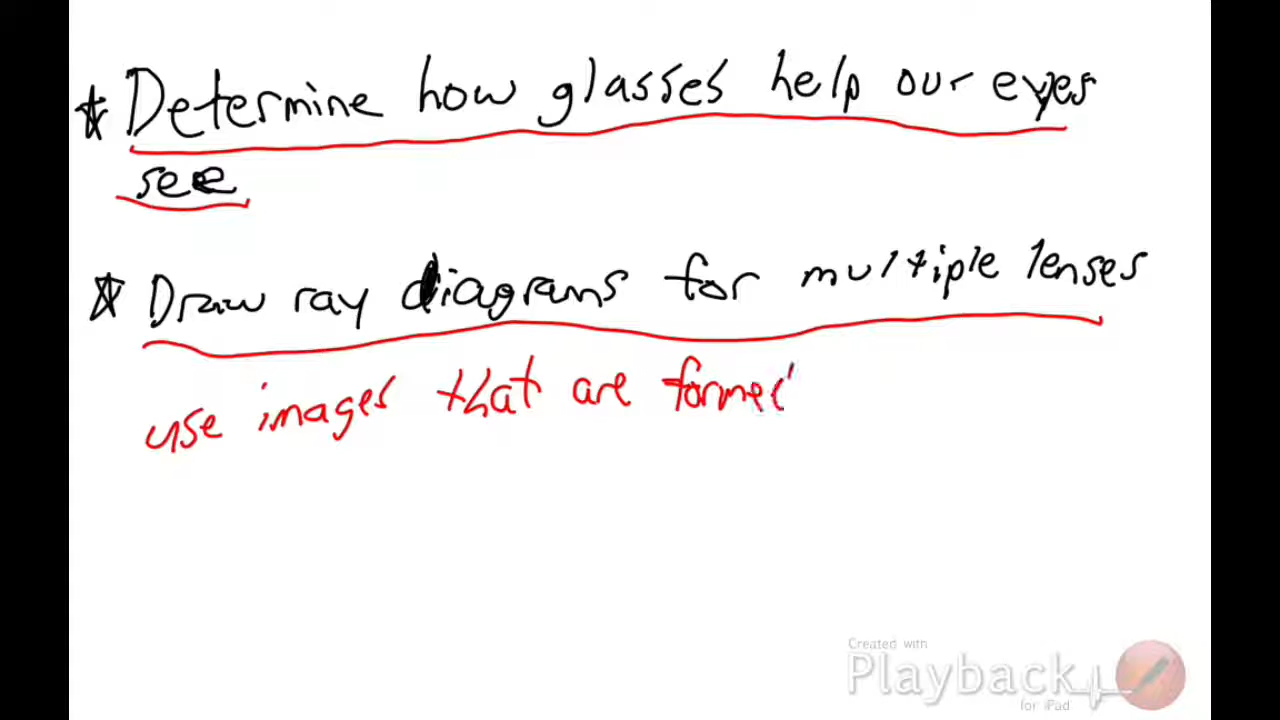 * Determine how glasses help our eyes
see
* Draw ray diagrams for multiple lenses
use images that are formed
Created with
Playback
for iPad